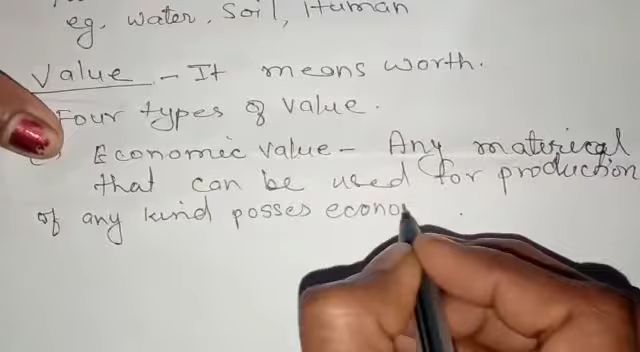 eg. water, Soil, Human
Value - It means worth.
Four types of value.
Economic value - Any material
that can be used for production
of any kind posses econo